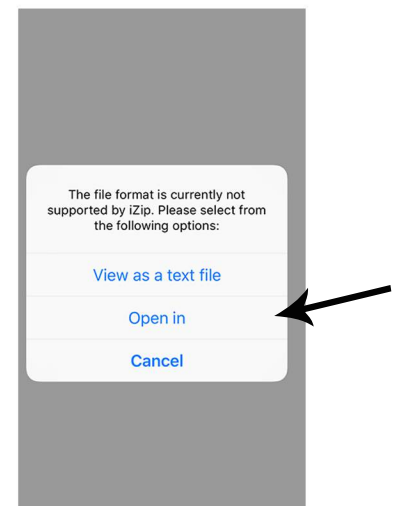 The file format is currently not
supported by iZip. Please select from
the following options:
View as a text file
Open in
Cancel